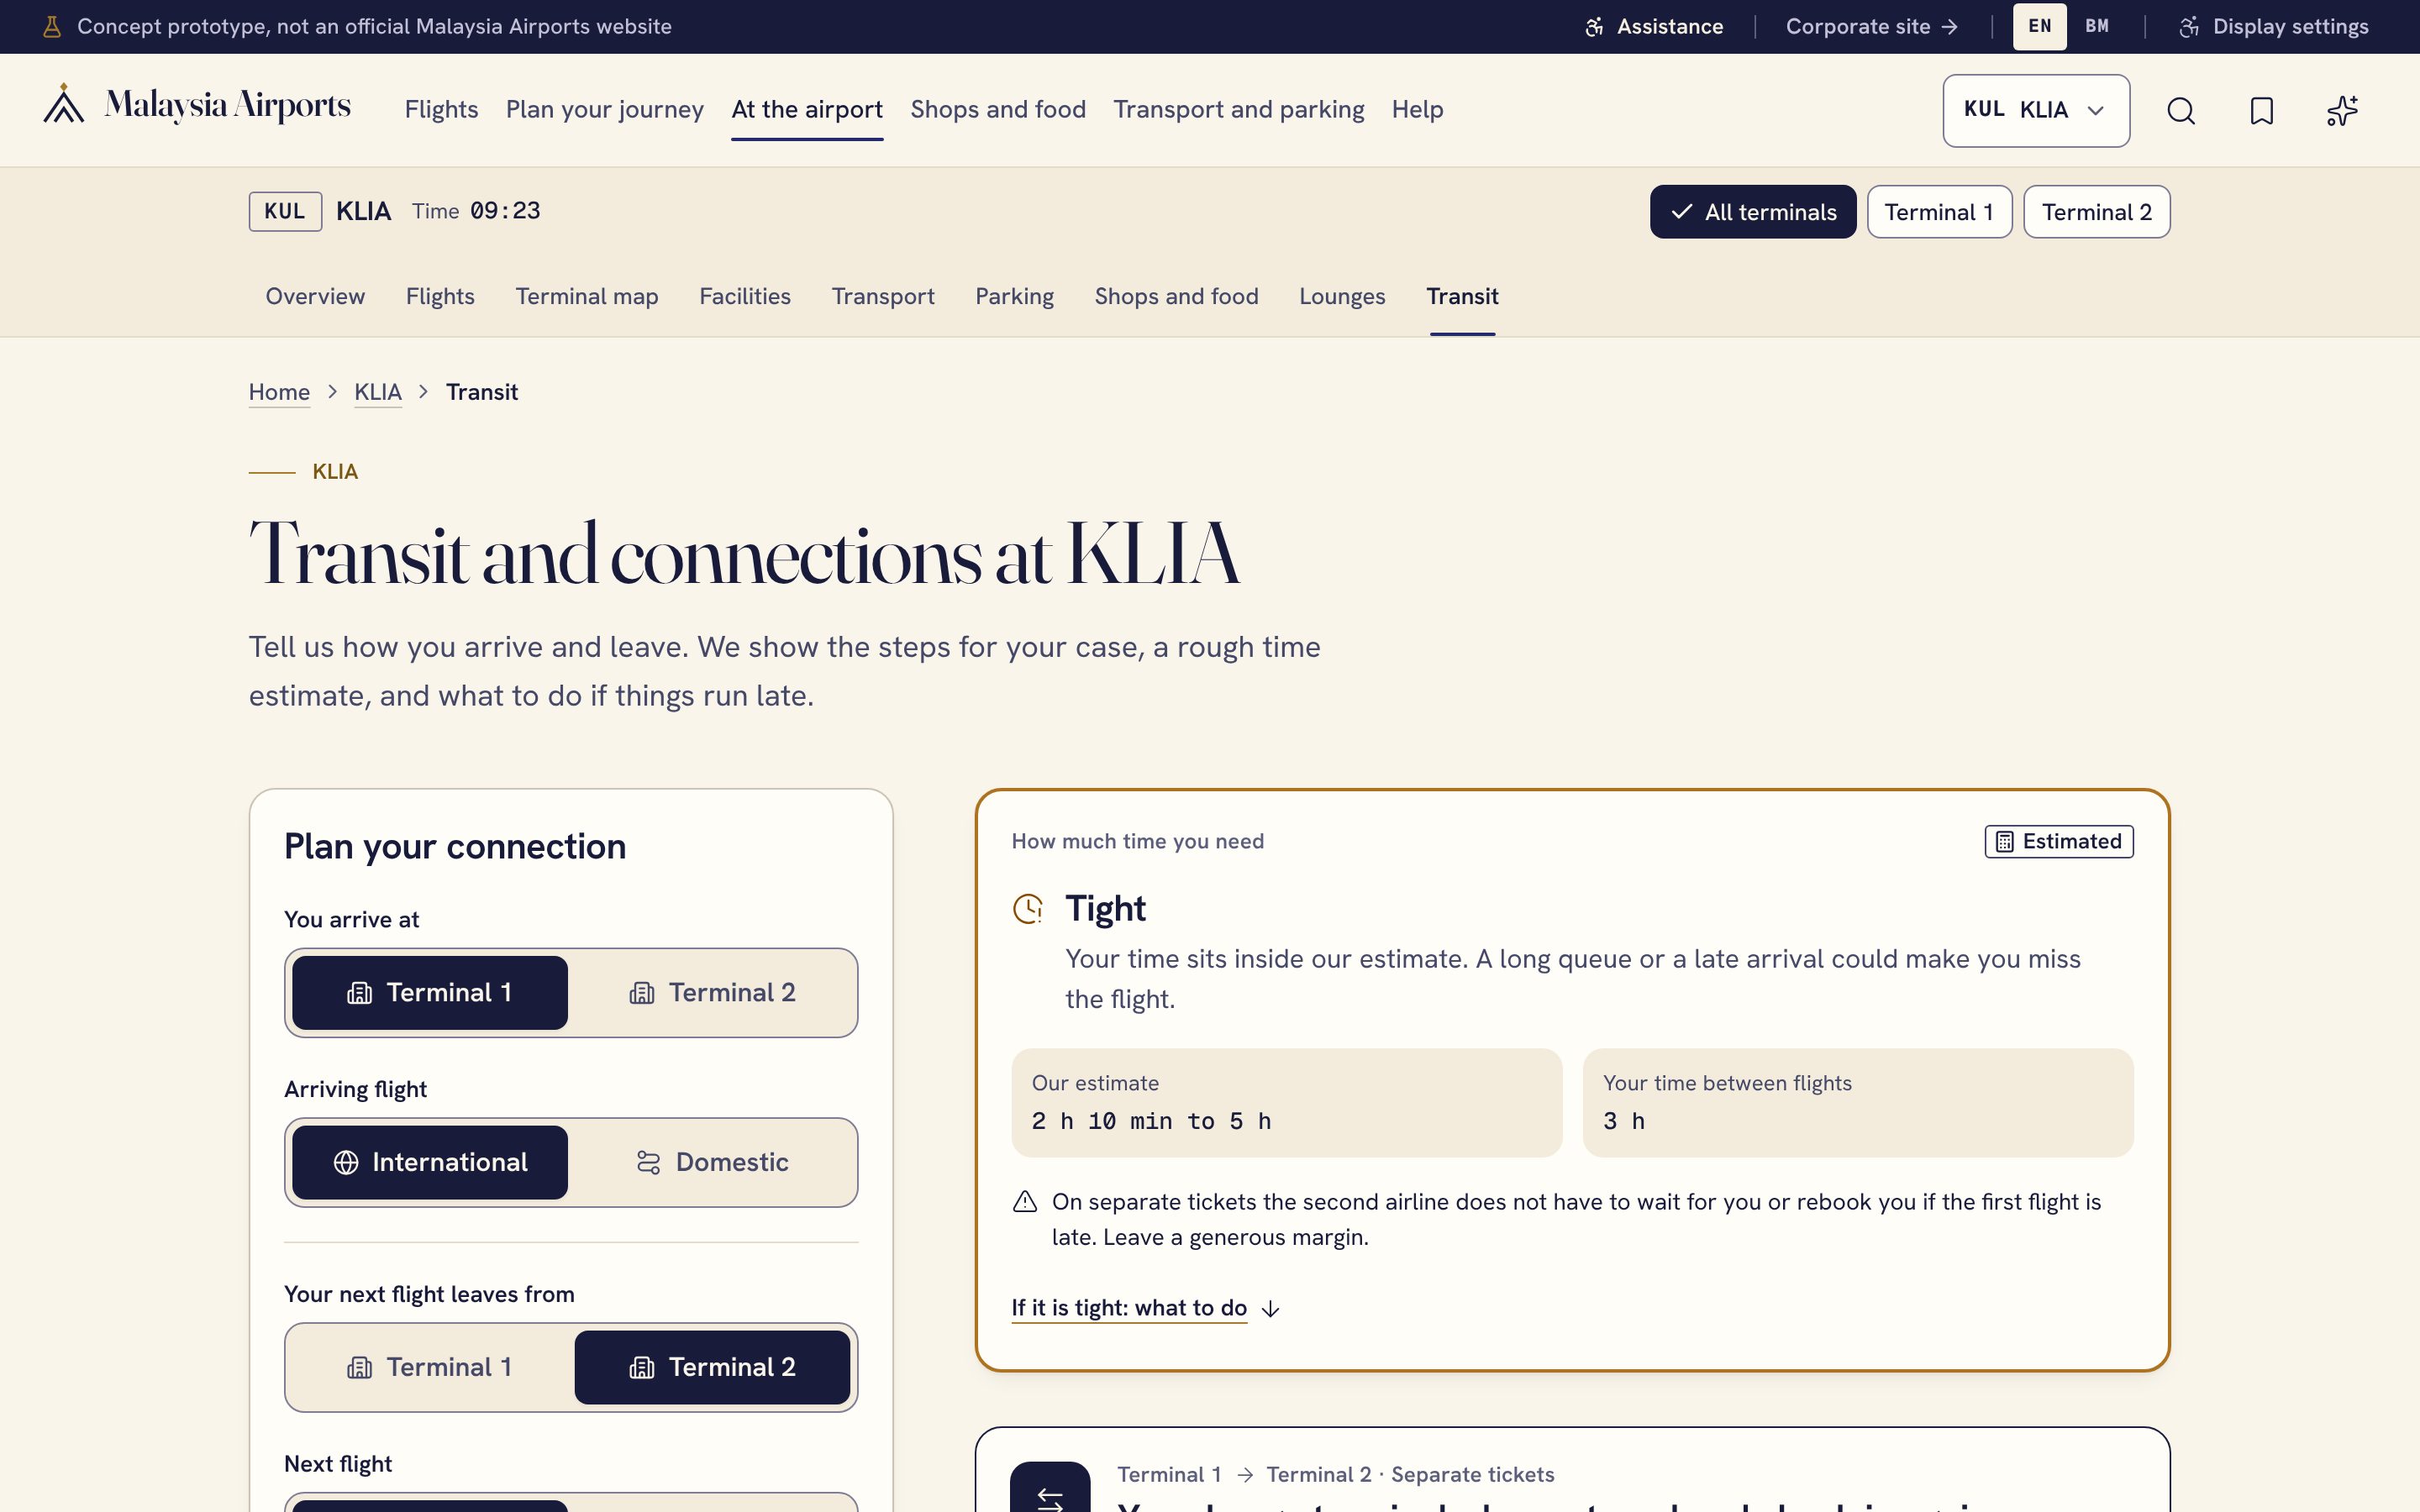 Concept prototype, not an official Malaysia Airports website
Assistance
Corporate site →
EN
BM
Display settings
Malaysia Airports
Flights
Plan your journey
At the airport
Shops and food
Transport and parking
Help
KUL KLIA
KUL KLIA Time 09:23
All terminals
Terminal 1
Terminal 2
Overview
Flights
Terminal map
Facilities
Transport
Parking
Shops and food
Lounges
Transit
Home > KLIA > Transit
KLIA
Transit and connections at KLIA
Tell us how you arrive and leave. We show the steps for your case, a rough time
estimate, and what to do if things run late.
Plan your connection
You arrive at
Terminal 1
Terminal 2
Arriving flight
International
Domestic
Your next flight leaves from
Terminal 1
Terminal 2
Next flight
How much time you need
Estimated
Tight
Your time sits inside our estimate. A long queue or a late arrival could make you miss
the flight.
Our estimate
2 h 10 min to 5 h
Your time between flights
3 h
On separate tickets the second airline does not have to wait for you or rebook you if the first flight is
late. Leave a generous margin.
If it is tight: what to do ↓
Terminal 1 → Terminal 2 · Separate tickets